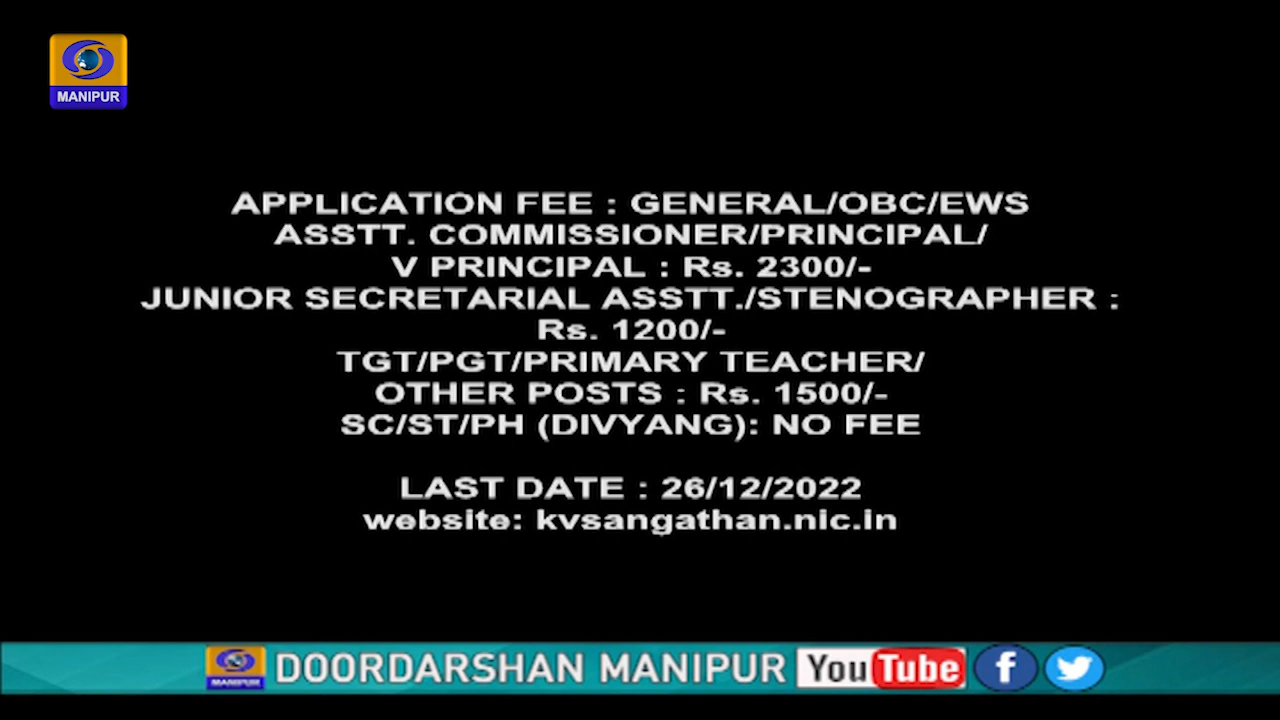 MANIPUR
APPLICATION FEE : GENERAL/OBC/EWS
ASSTT. COMMISSIONER/PRINCIPAL/
V PRINCIPAL : Rs. 2300/-
JUNIOR SECRETARIAL ASSTT./STENOGRAPHER :
Rs. 1200/-
TGT/PGT/PRIMARY TEACHER/
OTHER POSTS : Rs. 1500/-
SC/ST/PH (DIVYANG): NO FEE
LAST DATE : 26/12/2022
website: kvsangathan.nic.in
MANIPUR DOORDARSHAN MANIPUR YouTube f